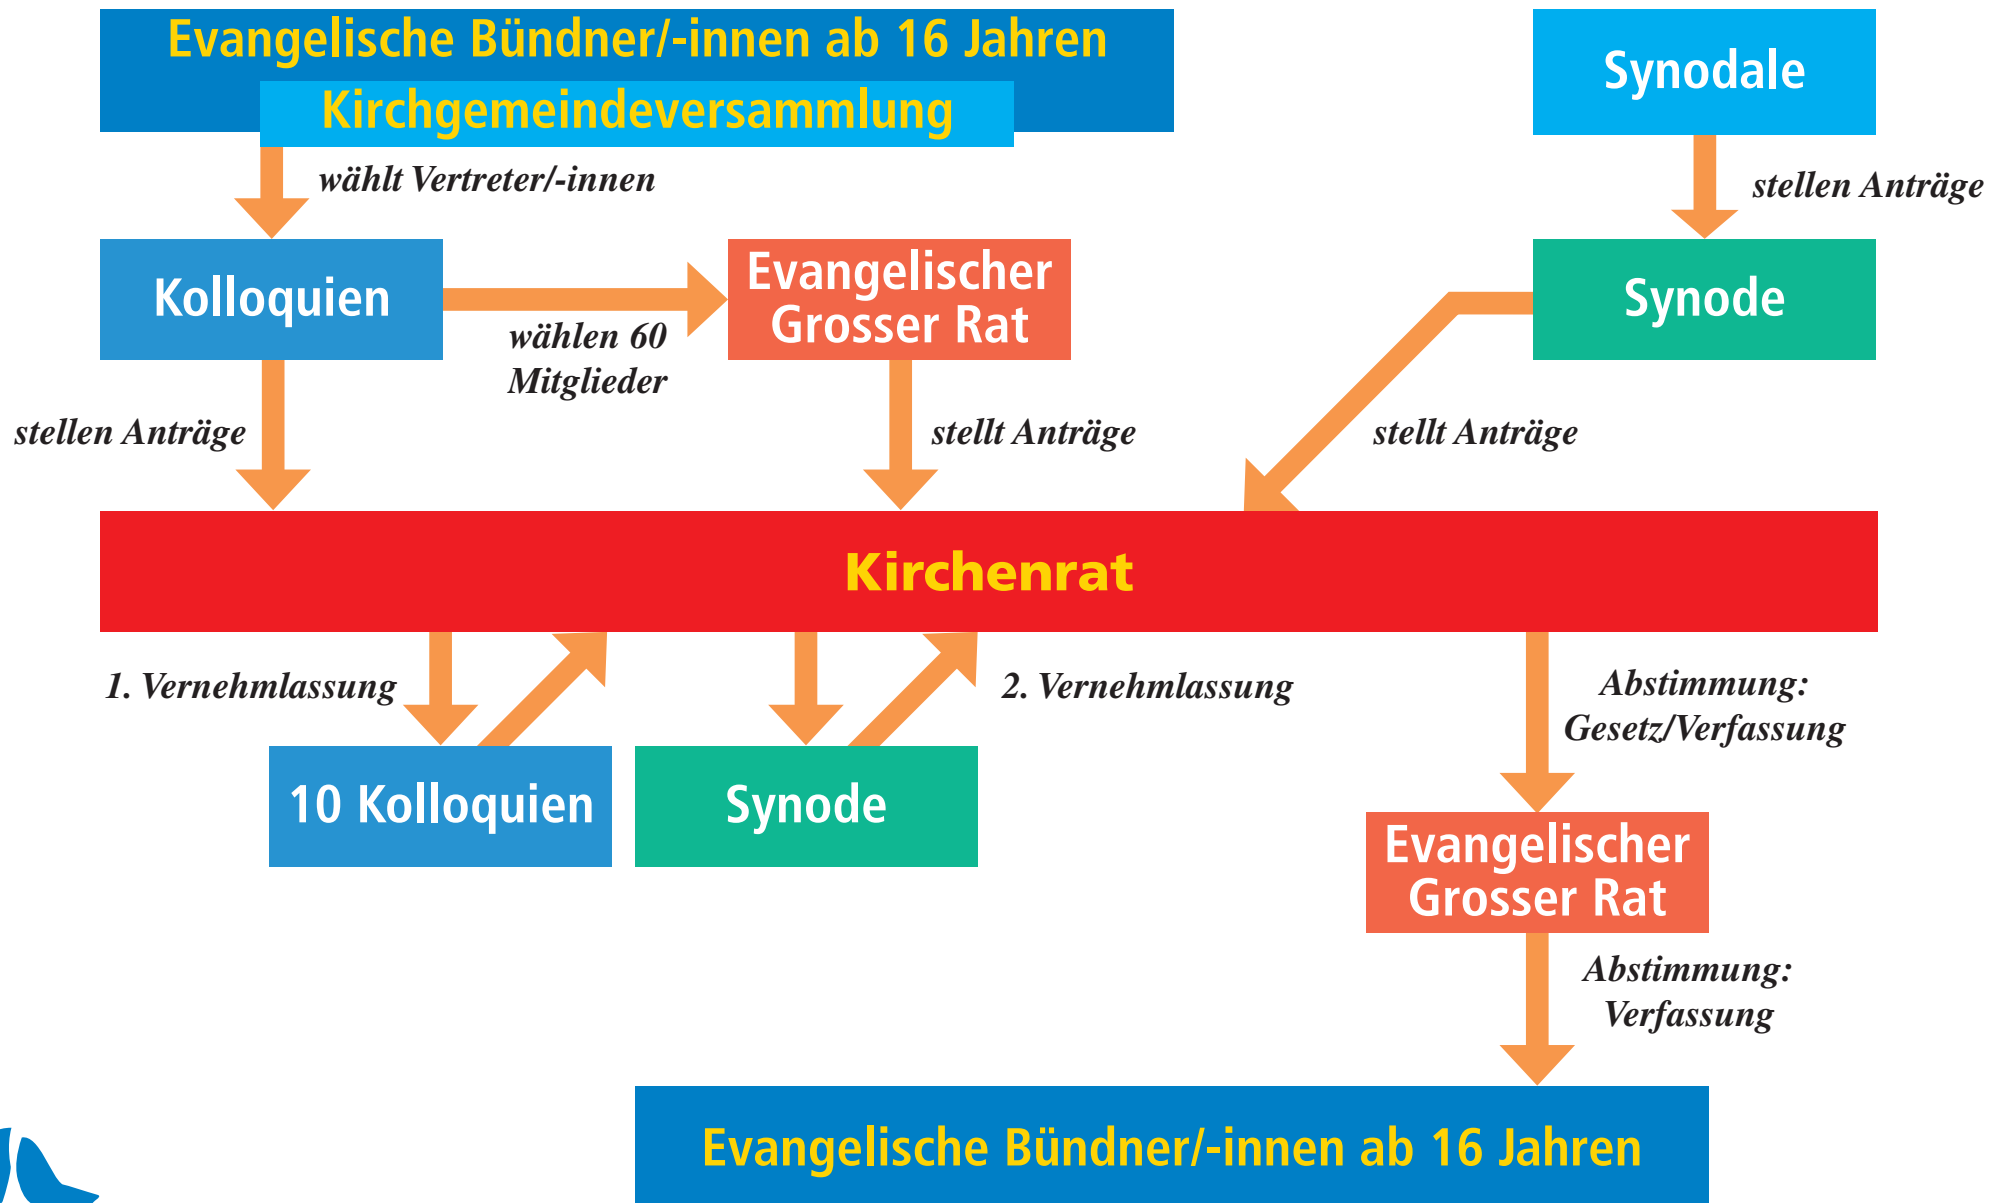 Evangelische Bündner/-innen ab 16 Jahren
Kirchgemeindeversammlung
Synodale
wählt Vertreter/-innen
stellen Anträge
Kolloquien
wählen 60
Mitglieder
Evangelischer
Grosser Rat
Synode
stellen Anträge
stellt Anträge
stellt Anträge
Kirchenrat
1. Vernehmlassung
2. Vernehmlassung
Abstimmung:
Gesetz/Verfassung
10 Kolloquien
Synode
Evangelischer
Grosser Rat
Abstimmung:
Verfassung
Evangelische Bündner/-innen ab 16 Jahren